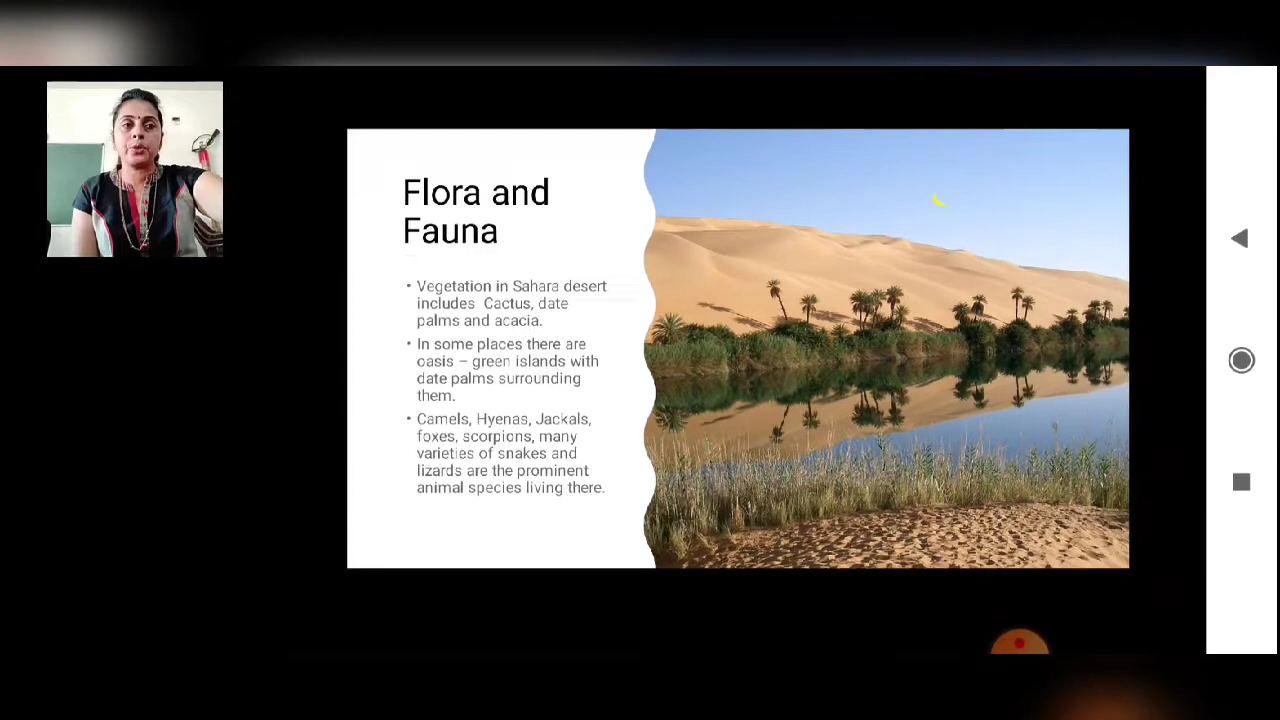 Flora and
Fauna
• Vegetation in Sahara desert
includes Cactus, date
palms and acacia.
• In some places there are
oasis – green islands with
date palms surrounding
them.
• Camels, Hyenas, Jackals,
foxes, scorpions, many
varieties of snakes and
lizards are the prominent
animal species living there.